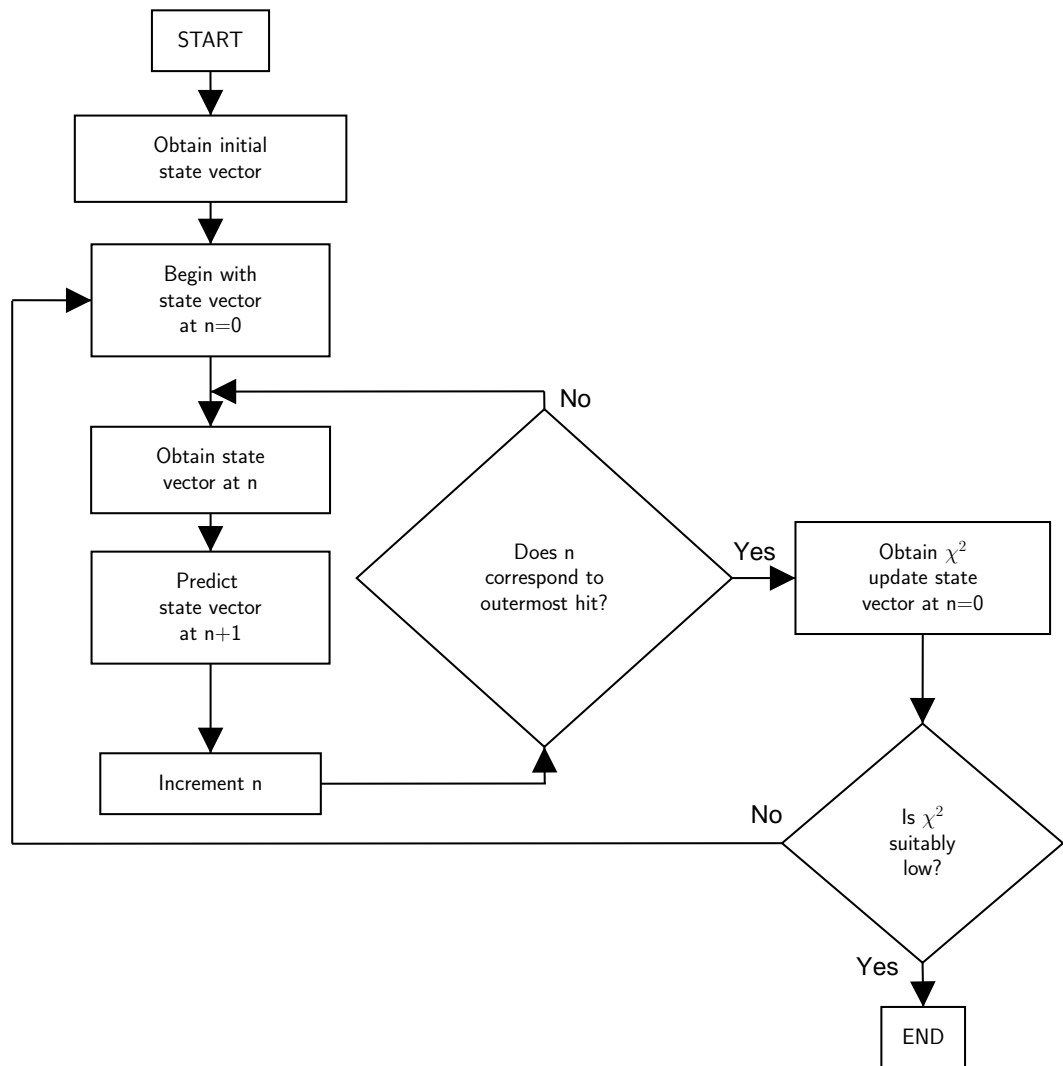 START
Obtain initial
state vector
Begin with
state vector
at n=0
No
Obtain state
vector at n
Predict
state vector
at n+1
Increment n
Does n
correspond to
outermost hit?
Yes
Obtain χ²
update state
vector at n=0
No
Is χ²
suitably
low?
Yes
END